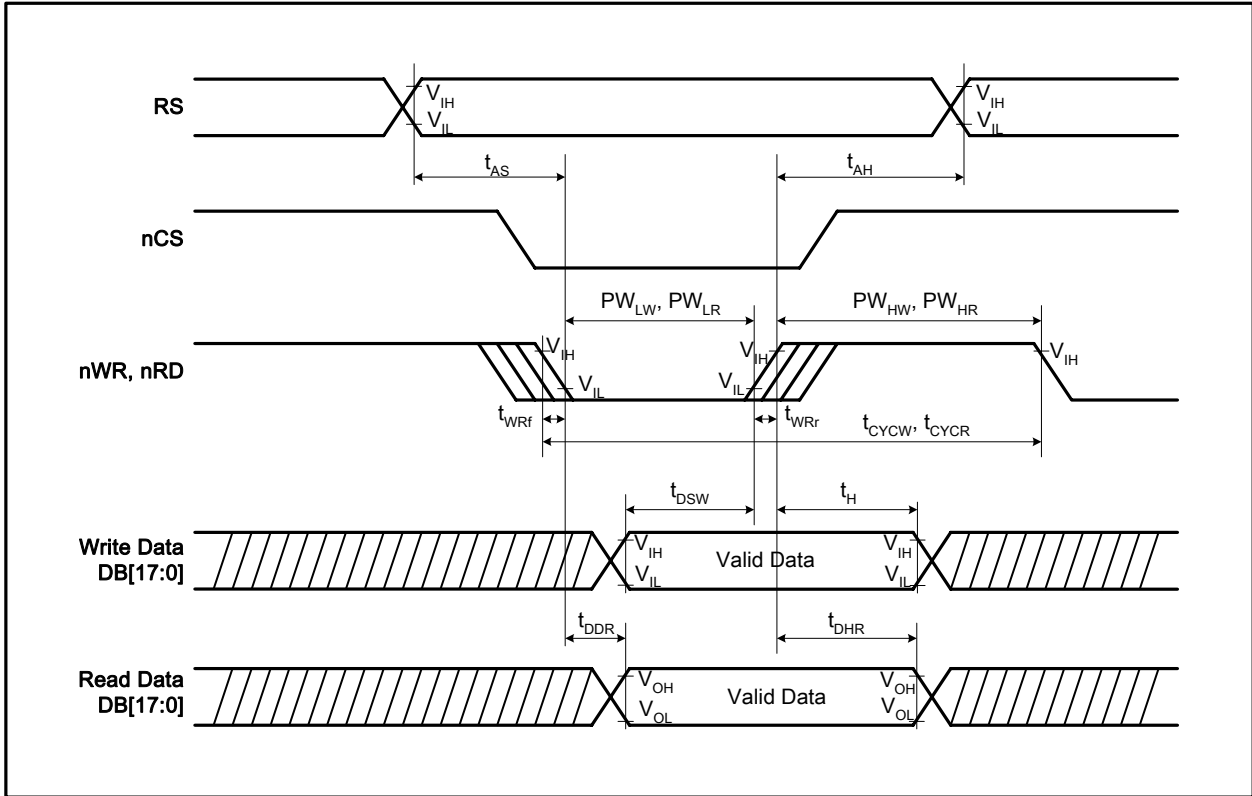 RS
V_IH
V_IL
V_IH
V_IL
t_AS
t_AH
nCS
PW_LW, PW_LR
PW_HW, PW_HR
nWR, nRD
V_IH
V_IL
V_IH
V_IL
V_IH
t_WRf
t_WRr
t_CYCW, t_CYCR
t_DSW
t_H
Write Data
DB[17:0]
V_IH
V_IL
Valid Data
V_IH
V_IL
t_DDR
t_DHR
Read Data
DB[17:0]
V_OH
V_OL
Valid Data
V_OH
V_OL